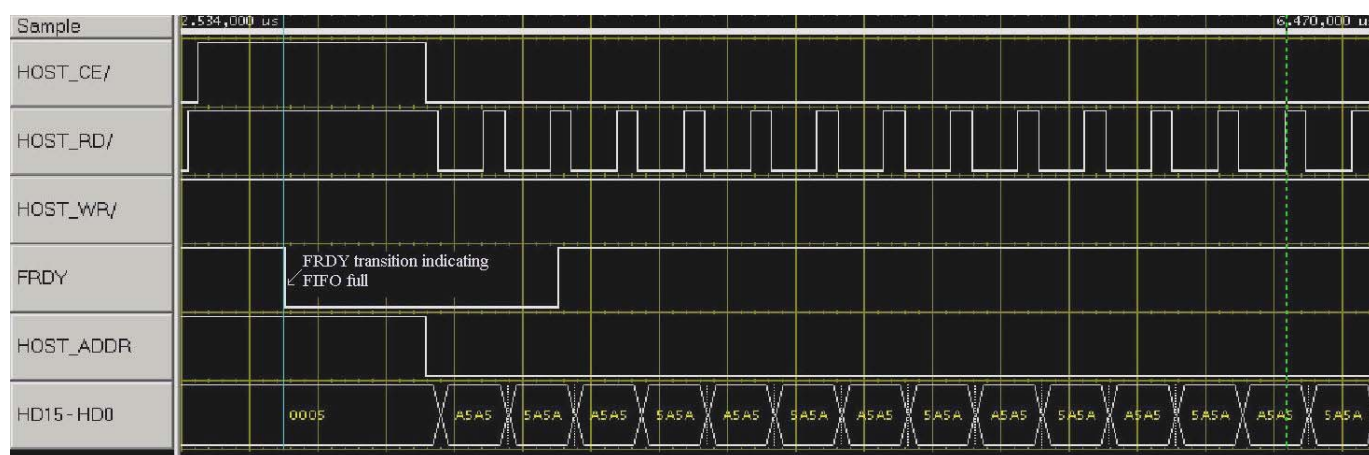 Sample 2.534,000 us 6.470,000 u
HOST_CE/
HOST_RD/
HOST_WR/
FRDY
FRDY transition indicating
FIFO full
HOST_ADDR
HD15-HD0 0005 A5A5 5A5A A5A5 5A5A A5A5 5A5A A5A5 5A5A A5A5 5A5A A5A5 5A5A A5A5 5A5A